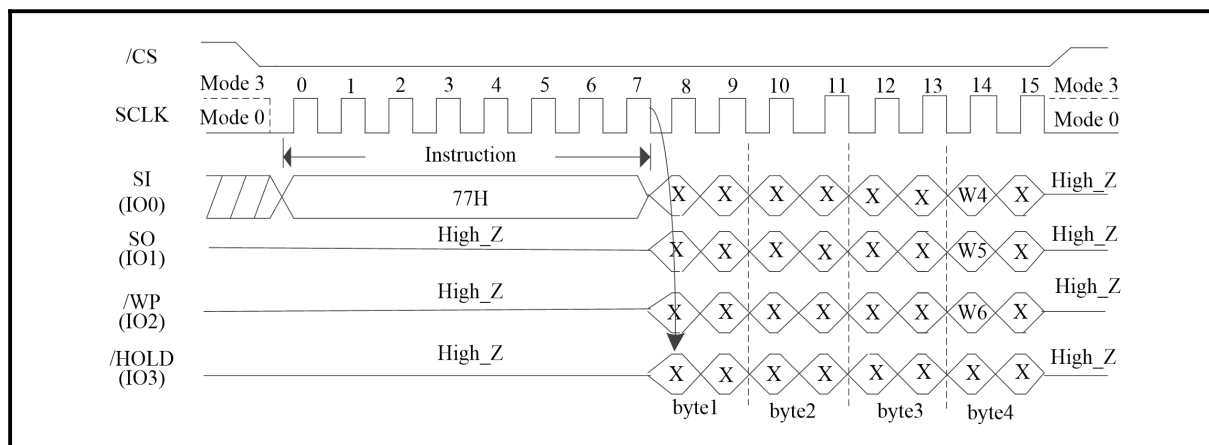 /CS
Mode 3 0 1 2 3 4 5 6 7 8 9 10 11 12 13 14 15 Mode 3
SCLK Mode 0 Mode 0
Instruction
SI
(IO0) 77H X X X X X X W4 X High_Z
SO
(IO1) High_Z X X X X X X W5 X High_Z
/WP
(IO2) High_Z X X X X X X W6 X High_Z
/HOLD
(IO3) High_Z X X X X X X X X High_Z
byte1 byte2 byte3 byte4